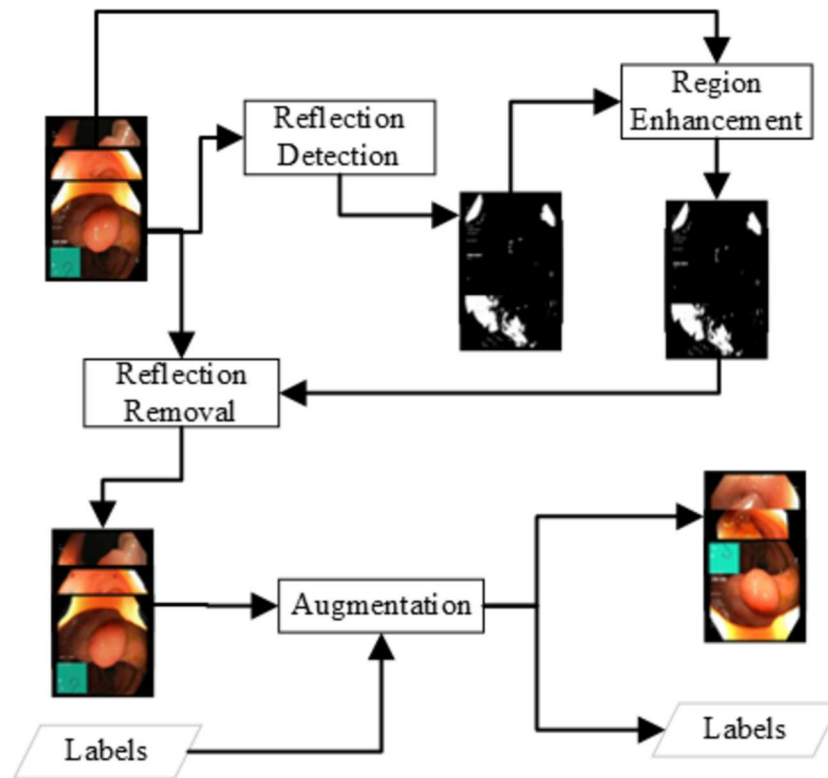 Region
Enhancement
Reflection
Detection
Reflection
Removal
Augmentation
Labels
Labels